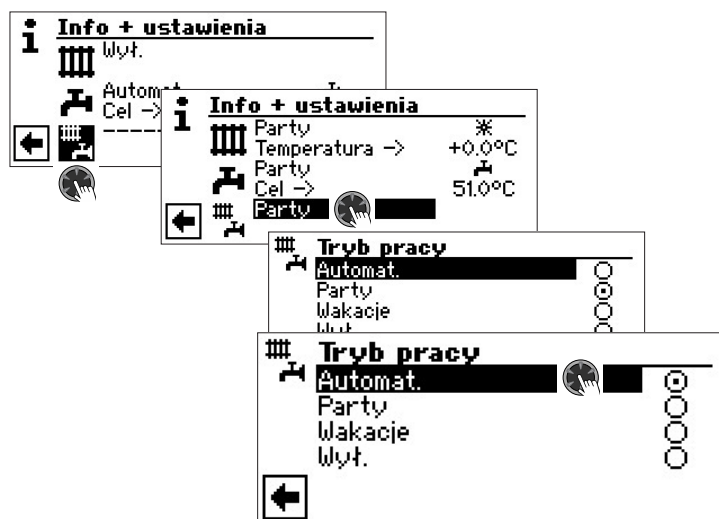 Info + ustawienia
Wył.
Automat.
Cel ->
------
Info + ustawienia
Party
Temperatura -> +0.0°C
Party
Cel -> 51.0°C
Party
Tryb pracy
Automat.
Party
Wakacje
Wył.
Tryb pracy
Automat.
Party
Wakacje
Wył.